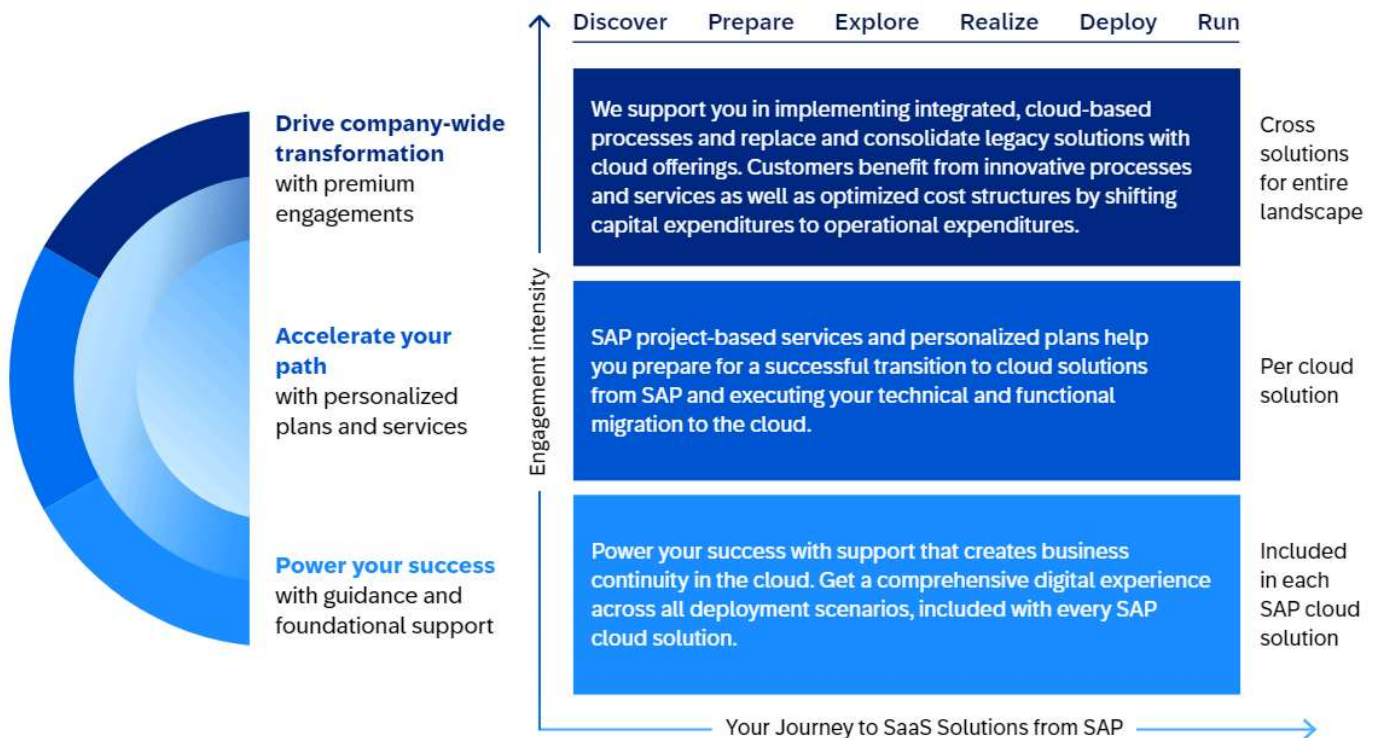 Discover Prepare Explore Realize Deploy Run
Drive company-wide
transformation
with premium
engagements
We support you in implementing integrated, cloud-based
processes and replace and consolidate legacy solutions with
cloud offerings. Customers benefit from innovative processes
and services as well as optimized cost structures by shifting
capital expenditures to operational expenditures.
Cross
solutions
for entire
landscape
Engagement intensity
Accelerate your
path
with personalized
plans and services
SAP project-based services and personalized plans help
you prepare for a successful transition to cloud solutions
from SAP and executing your technical and functional
migration to the cloud.
Per cloud
solution
Power your success
with guidance and
foundational support
Power your success with support that creates business
continuity in the cloud. Get a comprehensive digital experience
across all deployment scenarios, included with every SAP
cloud solution.
Included
in each
SAP cloud
solution
Your Journey to SaaS Solutions from SAP